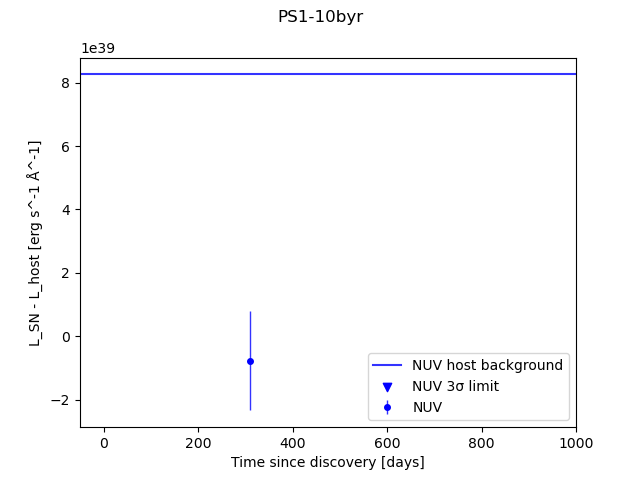 PS1-10byr
1e39
8
6
4
2
0
−2
L_SN - L_host [erg s^-1 Å^-1]
NUV host background
NUV 3σ limit
NUV
0 200 400 600 800 1000
Time since discovery [days]